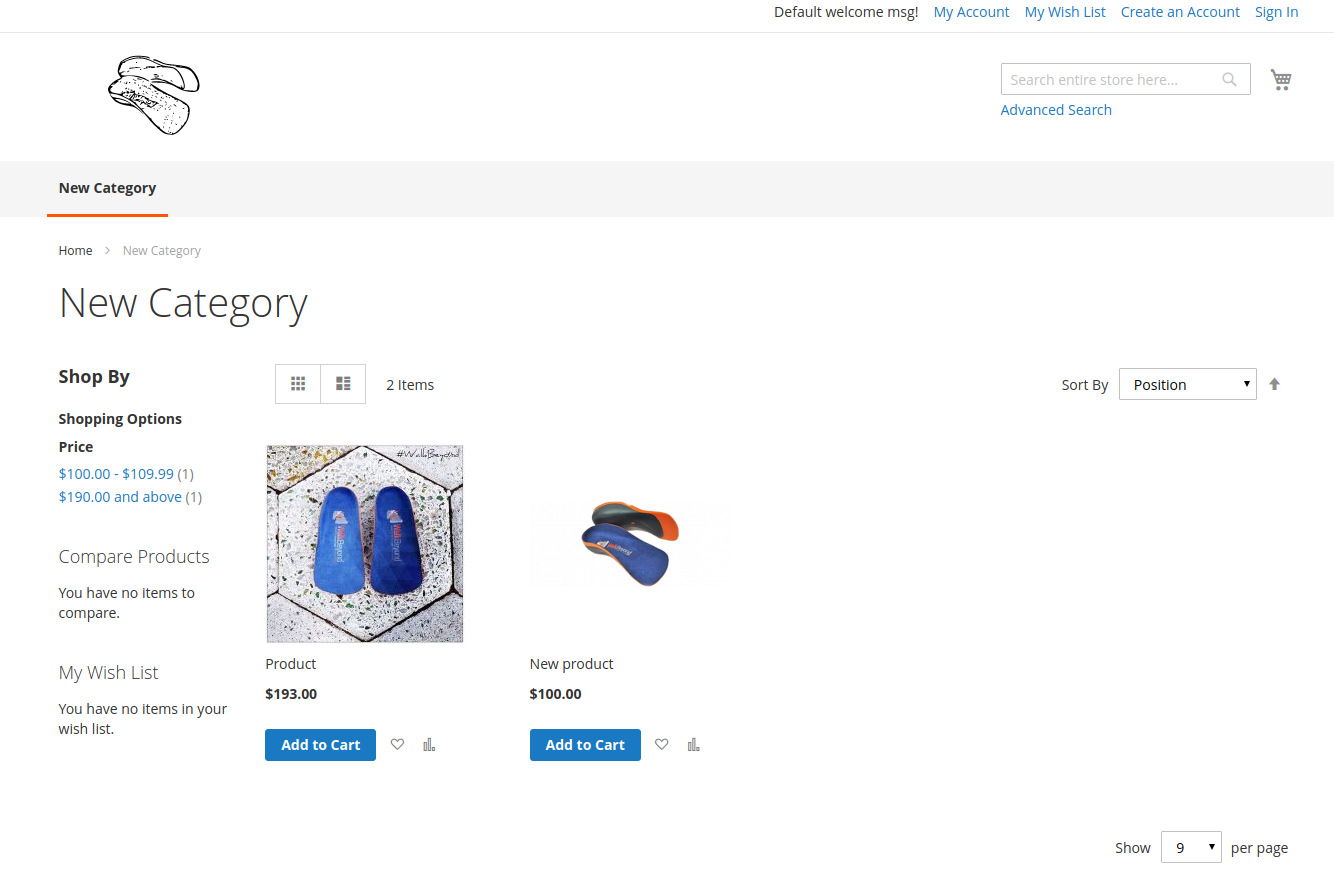 Default welcome msg! My Account My Wish List Create an Account Sign In
Search entire store here...
Advanced Search
New Category
Home > New Category
New Category
Shop By
2 Items
Sort By Position
Shopping Options
Price
$100.00 - $109.99 (1)
$190.00 and above (1)
Compare Products
You have no items to
compare.
My Wish List
You have no items in your
wish list.
#WalkBeyond
WalkBeyond
WalkBeyond
Product
$193.00
Add to Cart
WalkBeyond
New product
$100.00
Add to Cart
Show 9 per page